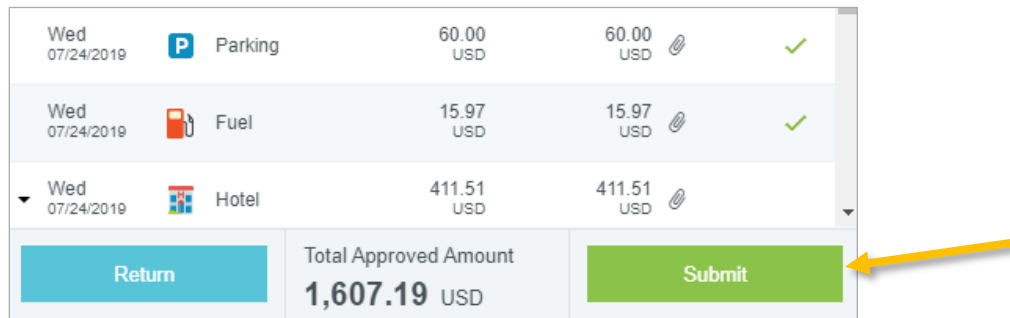 Wed
07/24/2019
P
Parking
60.00
USD
60.00
USD
Wed
07/24/2019
Fuel
15.97
USD
15.97
USD
Wed
07/24/2019
Hotel
411.51
USD
411.51
USD
Return
Total Approved Amount
1,607.19 USD
Submit